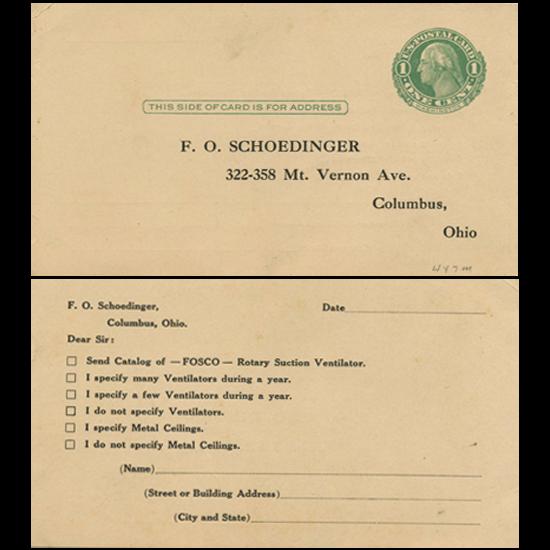 U.S. POSTAL CARD
1 1
ONE CENT
WASHINGTON
THIS SIDE OF CARD IS FOR ADDRESS
F. O. SCHOEDINGER
322-358 Mt. Vernon Ave.
Columbus,
Ohio
F. O. Schoedinger,
Columbus, Ohio.
Date
Dear Sir:
Send Catalog of — FOSCO — Rotary Suction Ventilator.
I specify many Ventilators during a year.
I specify a few Ventilators during a year.
I do not specify Ventilators.
I specify Metal Ceilings.
I do not specify Metal Ceilings.
(Name)
(Street or Building Address)
(City and State)